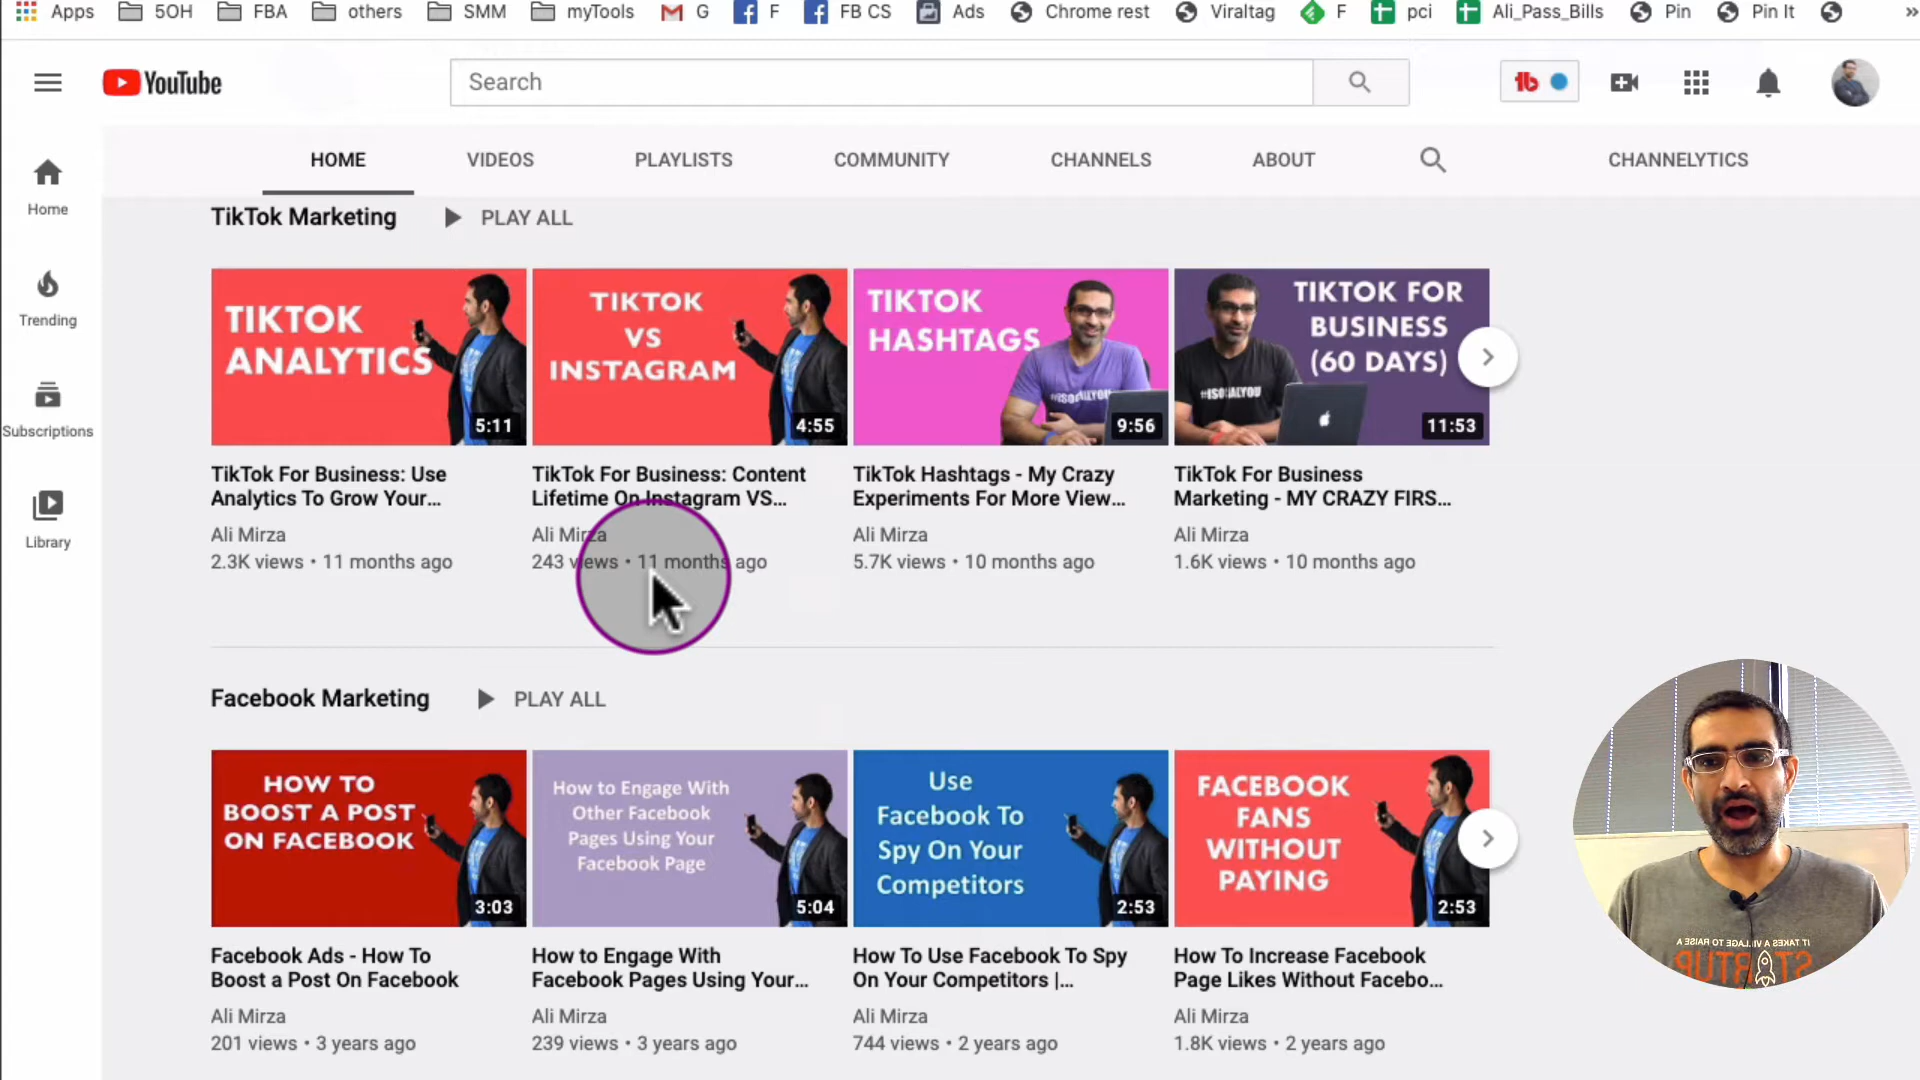 Apps 5OH FBA others SMM myTools G F FB CS Ads Chrome rest Viraltag F pci Ali_Pass_Bills Pin Pin It »
YouTube Search
HOME VIDEOS PLAYLISTS COMMUNITY CHANNELS ABOUT CHANNELYTICS
Home
Trending
Subscriptions
Library
TikTok Marketing PLAY ALL
TIKTOK
ANALYTICS
5:11
TIKTOK
VS
INSTAGRAM
4:55
TIKTOK
HASHTAGS
#ISOCIALYOU
9:56
TIKTOK FOR
BUSINESS
(60 DAYS)
#ISOCIALYOU
11:53
TikTok For Business: Use
Analytics To Grow Your...
Ali Mirza
2.3K views • 11 months ago
TikTok For Business: Content
Lifetime On Instagram VS...
Ali Mirza
243 views • 11 months ago
TikTok Hashtags - My Crazy
Experiments For More View...
Ali Mirza
5.7K views • 10 months ago
TikTok For Business
Marketing - MY CRAZY FIRS...
Ali Mirza
1.6K views • 10 months ago
Facebook Marketing PLAY ALL
HOW TO
BOOST A POST
ON FACEBOOK
3:03
How to Engage With
Other Facebook
Pages Using Your
Facebook Page
5:04
Use
Facebook To
Spy On Your
Competitors
2:53
FACEBOOK
FANS
WITHOUT
PAYING
2:53
Facebook Ads - How To
Boost a Post On Facebook
Ali Mirza
201 views • 3 years ago
How to Engage With
Facebook Pages Using Your...
Ali Mirza
239 views • 3 years ago
How To Use Facebook To Spy
On Your Competitors |...
Ali Mirza
744 views • 2 years ago
How To Increase Facebook
Page Likes Without Facebo...
Ali Mirza
1.8K views • 2 years ago
IT TAKES A VILLAGE TO RAISE A
STARTUP